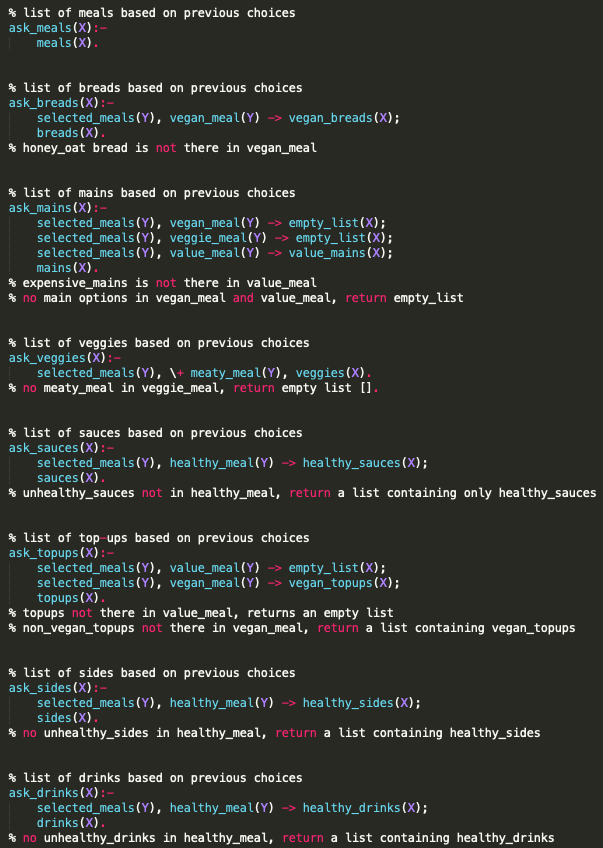 % list of meals based on previous choices
ask_meals(X):-
    meals(X).
% list of breads based on previous choices
ask_breads(X):-
    selected_meals(Y), vegan_meal(Y) -> vegan_breads(X);
    breads(X).
% honey_oat bread is not there in vegan_meal
% list of mains based on previous choices
ask_mains(X):-
    selected_meals(Y), vegan_meal(Y) -> empty_list(X);
    selected_meals(Y), veggie_meal(Y) -> empty_list(X);
    selected_meals(Y), value_meal(Y) -> value_mains(X);
    mains(X).
% expensive_mains is not there in value_meal
% no main options in vegan_meal and value_meal, return empty_list
% list of veggies based on previous choices
ask_veggies(X):-
    selected_meals(Y), \+ meaty_meal(Y), veggies(X).
% no meaty_meal in veggie_meal, return empty list [].
% list of sauces based on previous choices
ask_sauces(X):-
    selected_meals(Y), healthy_meal(Y) -> healthy_sauces(X);
    sauces(X).
% unhealthy_sauces not in healthy_meal, return a list containing only healthy_sauces
% list of top-ups based on previous choices
ask_topups(X):-
    selected_meals(Y), value_meal(Y) -> empty_list(X);
    selected_meals(Y), vegan_meal(Y) -> vegan_topups(X);
    topups(X).
% topups not there in value_meal, returns an empty list
% non_vegan_topups not there in vegan_meal, return a list containing vegan_topups
% list of sides based on previous choices
ask_sides(X):-
    selected_meals(Y), healthy_meal(Y) -> healthy_sides(X);
    sides(X).
% no unhealthy_sides in healthy_meal, return a list containing healthy_sides
% list of drinks based on previous choices
ask_drinks(X):-
    selected_meals(Y), healthy_meal(Y) -> healthy_drinks(X);
    drinks(X).
% no unhealthy_drinks in healthy_meal, return a list containing healthy_drinks